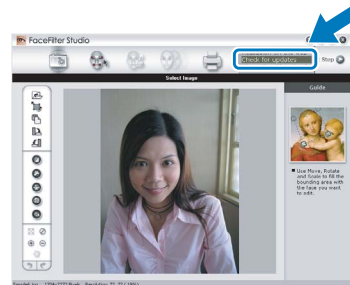 FaceFilter Studio
Check for updates
Stop
Select Image
Guide
Use Move, Rotate
and Scale to fill the
bounding area with
the face you want
to edit.